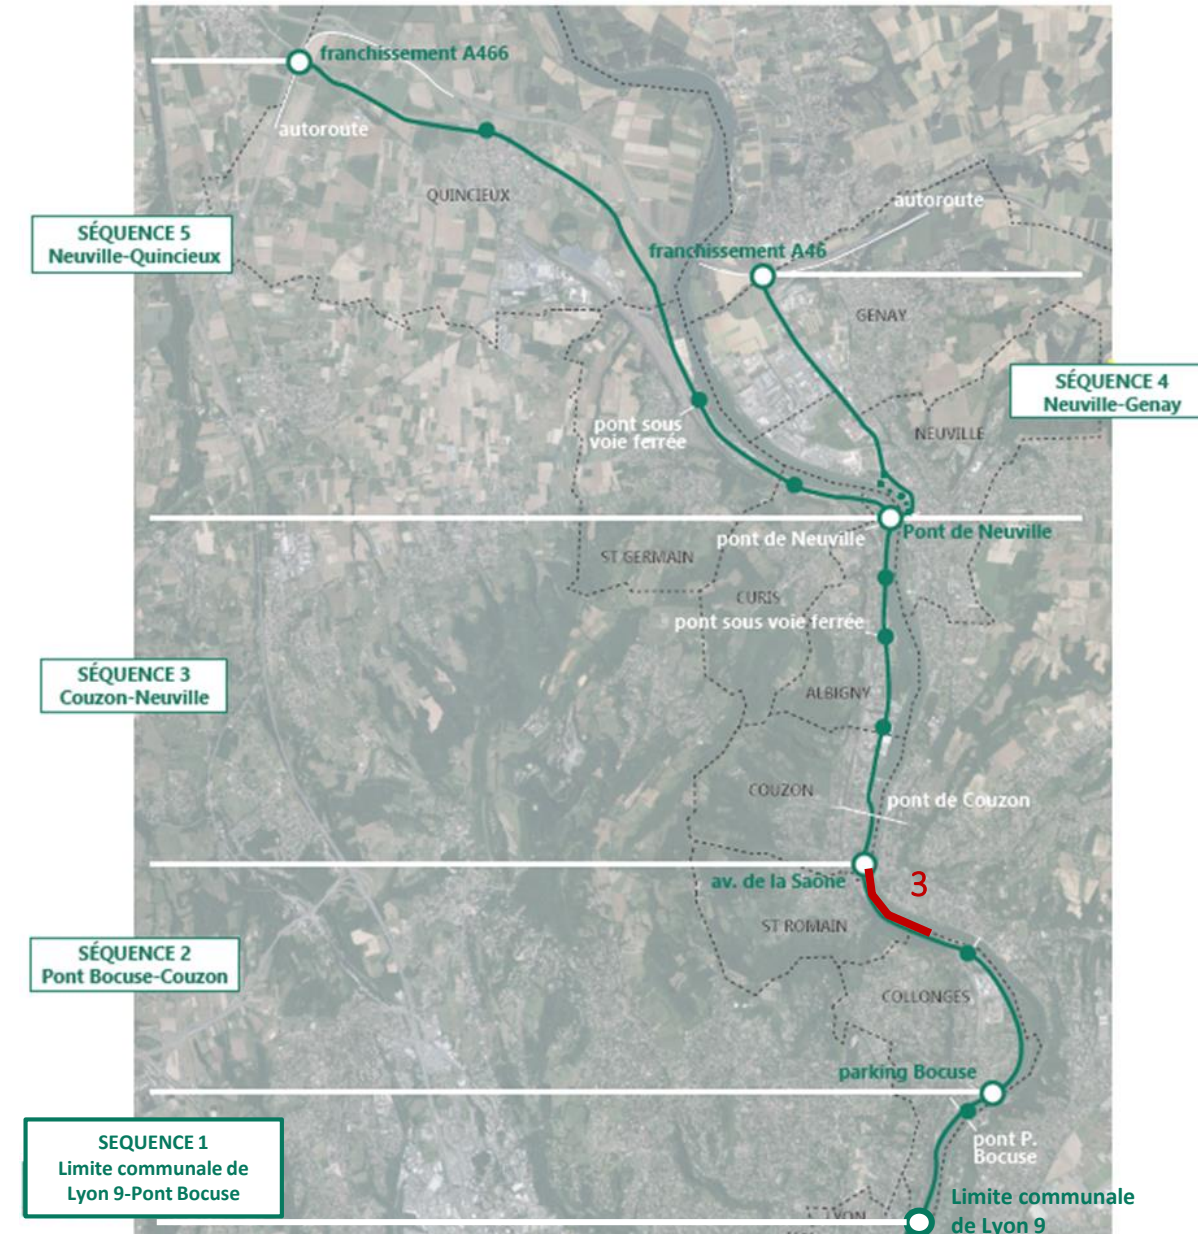 franchissement A466
autoroute
QUINCIEUX
autoroute
SÉQUENCE 5
Neuville-Quincieux
franchissement A46
GENAY
SÉQUENCE 4
Neuville-Genay
pont sous
voie ferrée
NEUVILLE
pont de Neuville
Pont de Neuville
ST GERMAIN
CURIS
pont sous voie ferrée
SÉQUENCE 3
Couzon-Neuville
ALBIGNY
COUZON
pont de Couzon
av. de la Saône
3
ST ROMAIN
SÉQUENCE 2
Pont Bocuse-Couzon
COLLONGES
parking Bocuse
SEQUENCE 1
Limite communale de
Lyon 9-Pont Bocuse
pont P.
Bocuse
Limite communale
de Lyon 9
LYON